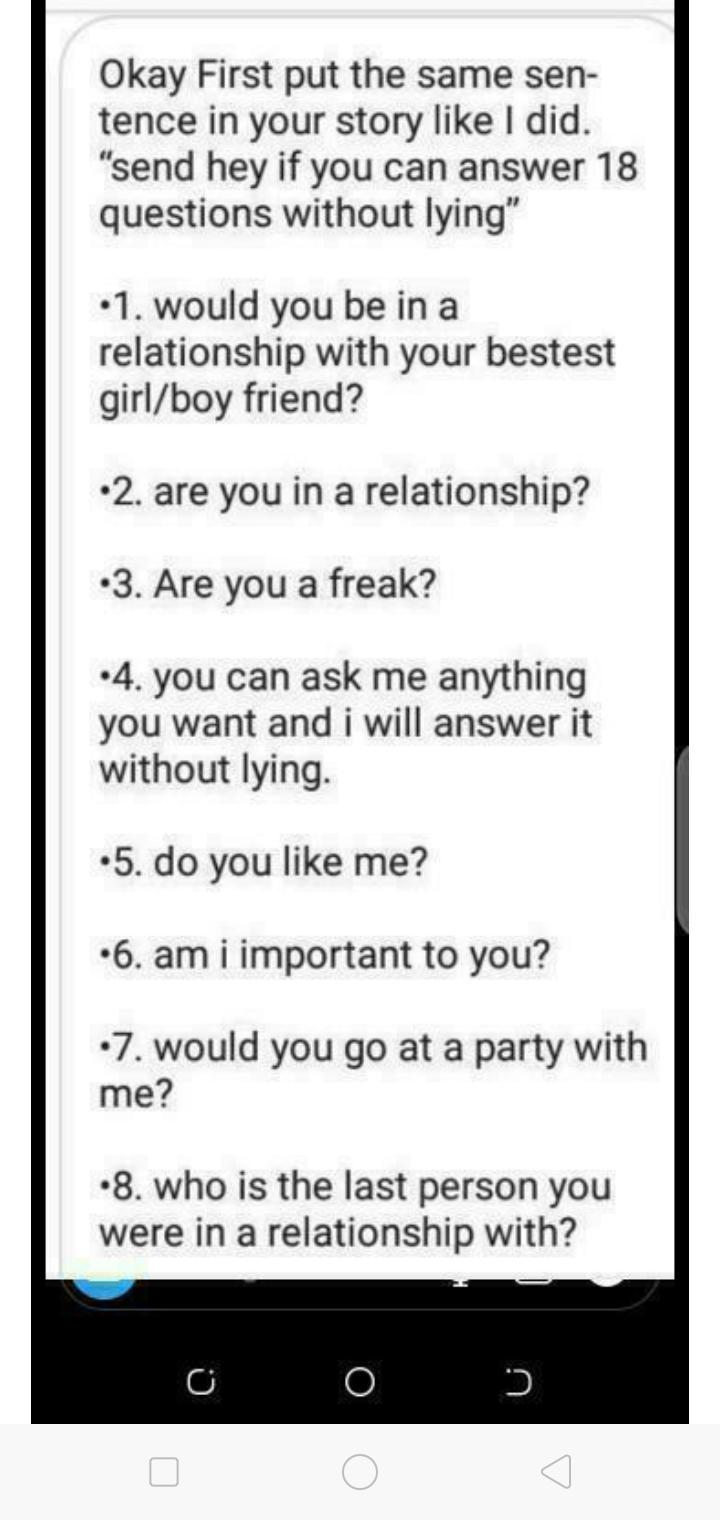 Okay First put the same sen-
tence in your story like I did.
“send hey if you can answer 18
questions without lying”
•1. would you be in a
relationship with your bestest
girl/boy friend?
•2. are you in a relationship?
•3. Are you a freak?
•4. you can ask me anything
you want and i will answer it
without lying.
•5. do you like me?
•6. am i important to you?
•7. would you go at a party with
me?
•8. who is the last person you
were in a relationship with?